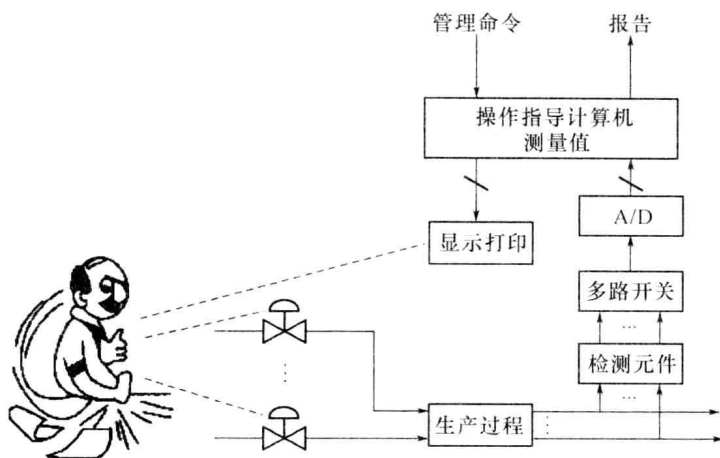 管理命令
报告
操作指导计算机
测量值
A/D
显示打印
多路开关
检测元件
生产过程